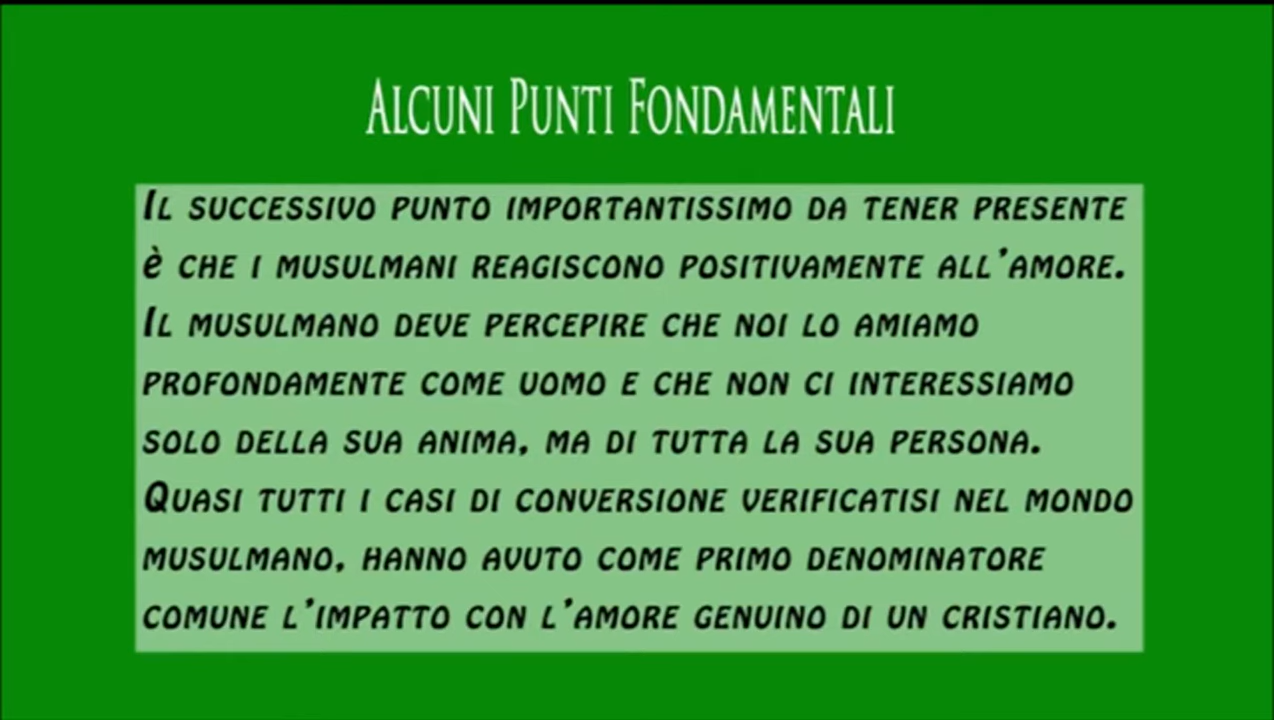 Alcuni Punti Fondamentali
Il successivo punto importantissimo da tener presente
è che i musulmani reagiscono positivamente all'amore.
Il musulmano deve percepire che noi lo amiamo
profondamente come uomo e che non ci interessiamo
solo della sua anima, ma di tutta la sua persona.
Quasi tutti i casi di conversione verificatisi nel mondo
musulmano, hanno avuto come primo denominatore
comune l'impatto con l'amore genuino di un cristiano.